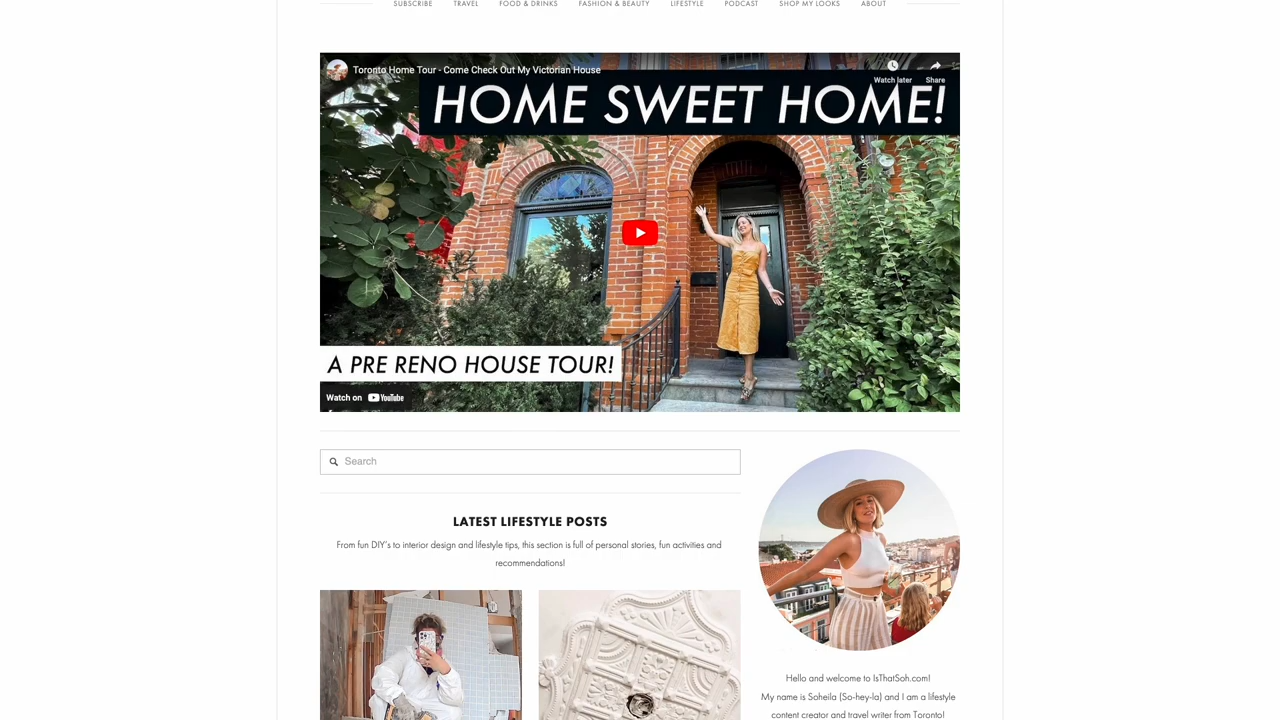 SUBSCRIBE TRAVEL FOOD & DRINKS FASHION & BEAUTY LIFESTYLE PODCAST SHOP MY LOOKS ABOUT
Toronto Home Tour - Come Check Out My Victorian House
Watch later Share
HOME SWEET HOME!
A PRE RENO HOUSE TOUR!
Watch on YouTube
Search
LATEST LIFESTYLE POSTS
From fun DIY's to interior design and lifestyle tips, this section is full of personal stories, fun activities and
recommendations!
Hello and welcome to IsThatSoh.com!
My name is Soheila (So-hey-la) and I am a lifestyle
content creator and travel writer from Toronto!